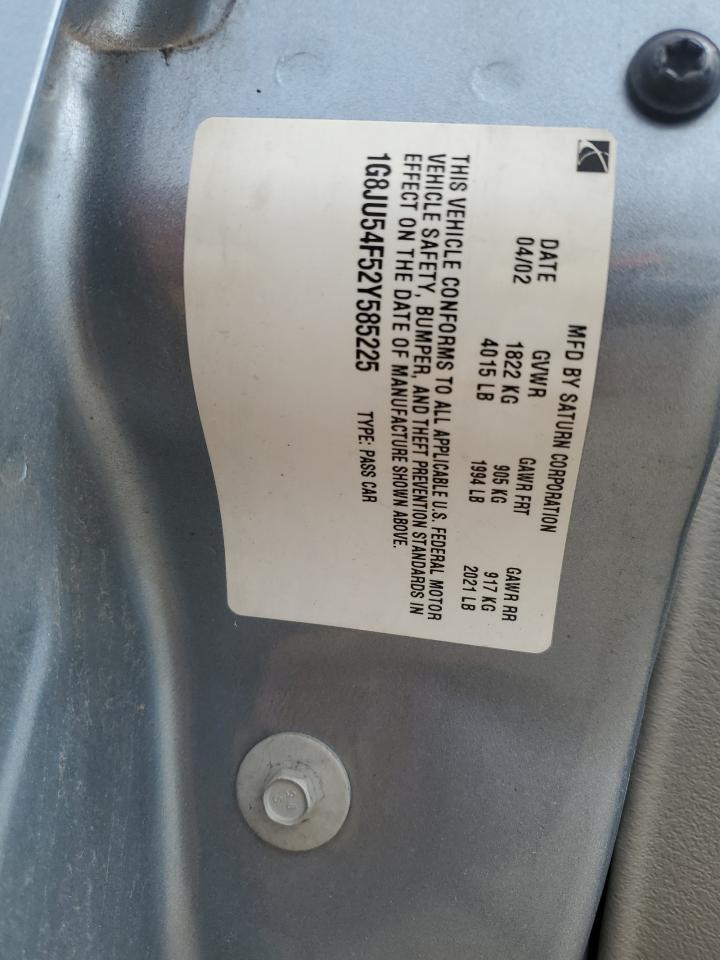 MFD BY SATURN CORPORATION
DATE GVWR GAWR FRT GAWR RR
04/02 1822 KG 905 KG 917 KG
4015 LB 1994 LB 2021 LB
THIS VEHICLE CONFORMS TO ALL APPLICABLE U.S. FEDERAL MOTOR
VEHICLE SAFETY, BUMPER, AND THEFT PREVENTION STANDARDS IN
EFFECT ON THE DATE OF MANUFACTURE SHOWN ABOVE.
1G8JU54F52Y585225 TYPE: PASS CAR